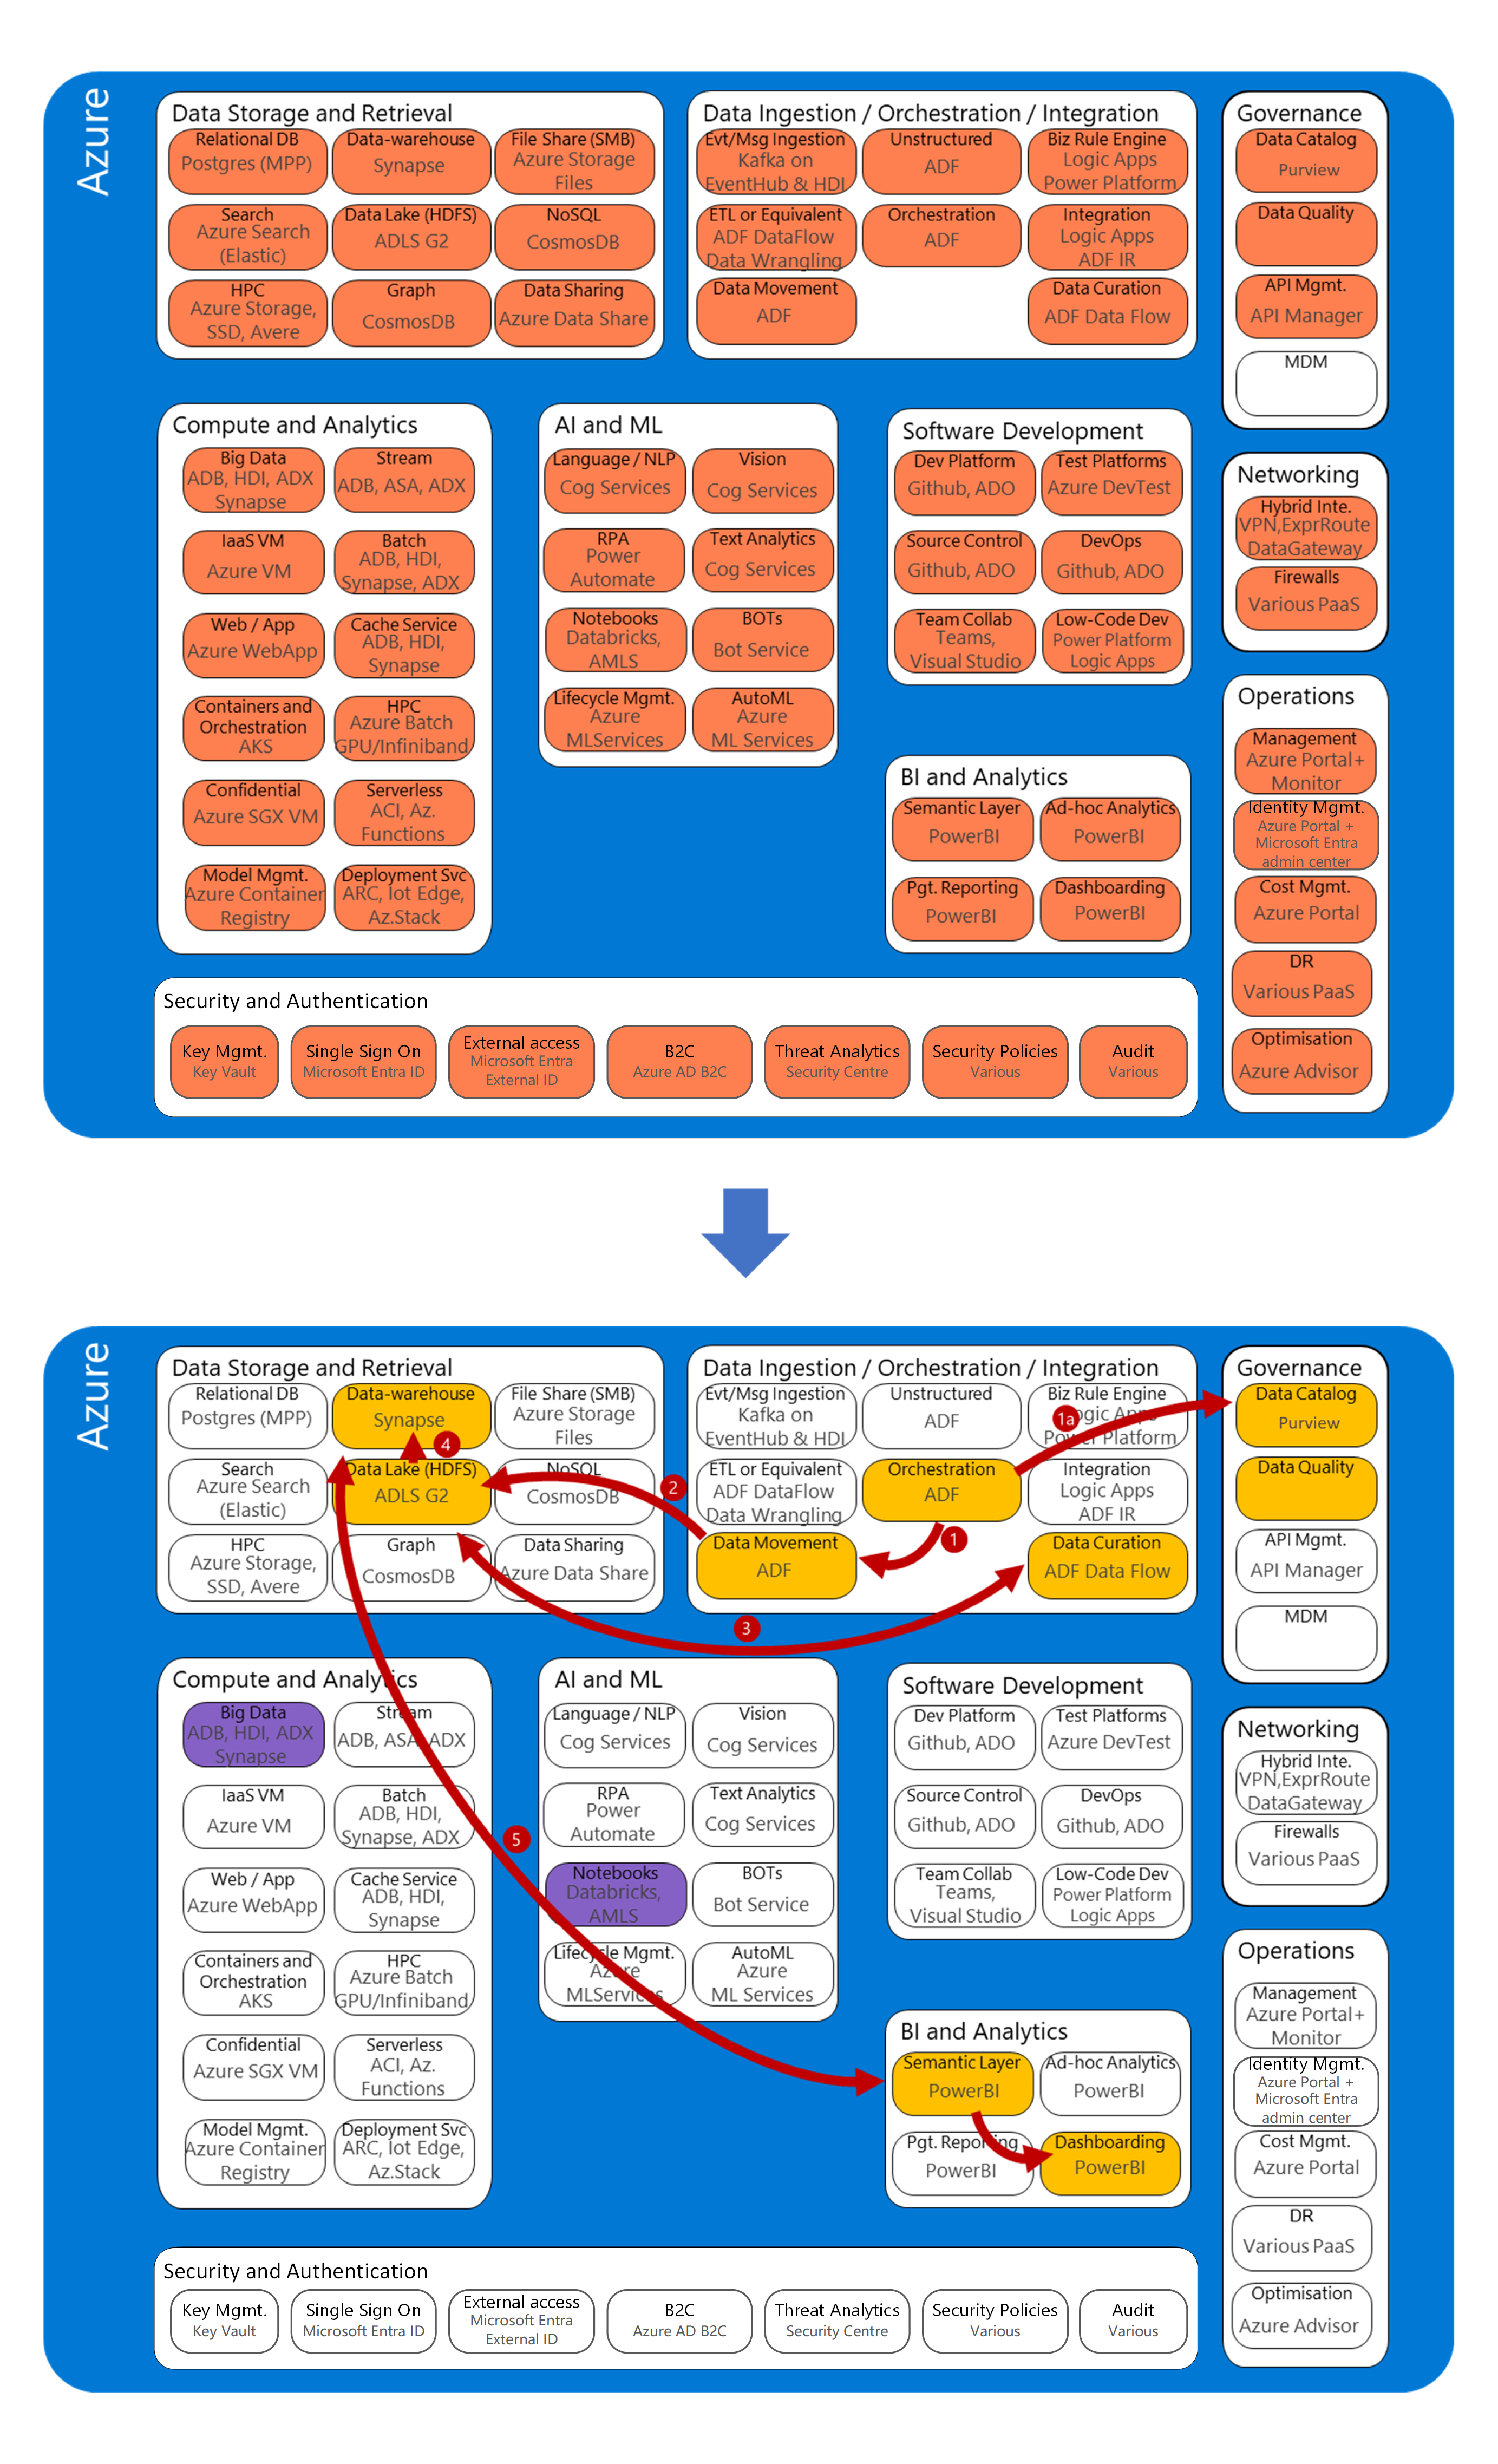 Azure
Data Storage and Retrieval
Relational DB
Postgres (MPP)
Data-warehouse
Synapse
File Share (SMB)
Azure Storage
Files
Search
Azure Search
(Elastic)
Data Lake (HDFS)
ADLS G2
NoSQL
CosmosDB
HPC
Azure Storage,
SSD, Avere
Graph
CosmosDB
Data Sharing
Azure Data Share
Data Ingestion / Orchestration / Integration
Evt/Msg Ingestion
Kafka on
EventHub & HDI
Unstructured
ADF
Biz Rule Engine
Logic Apps
Power Platform
ETL or Equivalent
ADF DataFlow
Data Wrangling
Orchestration
ADF
Integration
Logic Apps
ADF IR
Data Movement
ADF
Data Curation
ADF Data Flow
Governance
Data Catalog
Purview
Data Quality
API Mgmt.
API Manager
MDM
Compute and Analytics
Big Data
ADB, HDI, ADX
Synapse
Stream
ADB, ASA, ADX
IaaS VM
Azure VM
Batch
ADB, HDI,
Synapse, ADX
Web / App
Azure WebApp
Cache Service
ADB, HDI,
Synapse
Containers and
Orchestration
AKS
HPC
Azure Batch
GPU/Infiniband
Confidential
Azure SGX VM
Serverless
ACI, Az.
Functions
Model Mgmt.
Azure Container
Registry
Deployment Svc
ARC, Iot Edge,
Az.Stack
AI and ML
Language / NLP
Cog Services
Vision
Cog Services
RPA
Power
Automate
Text Analytics
Cog Services
Notebooks
Databricks,
AMLS
BOTs
Bot Service
Lifecycle Mgmt.
Azure
MLServices
AutoML
Azure
ML Services
Software Development
Dev Platform
Github, ADO
Test Platforms
Azure DevTest
Source Control
Github, ADO
DevOps
Github, ADO
Team Collab
Teams,
Visual Studio
Low-Code Dev
Power Platform
Logic Apps
BI and Analytics
Semantic Layer
PowerBI
Ad-hoc Analytics
PowerBI
Pgt. Reporting
PowerBI
Dashboarding
PowerBI
Networking
Hybrid Inte.
VPN,ExprRoute
DataGateway
Firewalls
Various PaaS
Operations
Management
Azure Portal+
Monitor
Identity Mgmt.
Azure Portal +
Microsoft Entra
admin center
Cost Mgmt.
Azure Portal
DR
Various PaaS
Optimisation
Azure Advisor
Security and Authentication
Key Mgmt.
Key Vault
Single Sign On
Microsoft Entra ID
External access
Microsoft Entra
External ID
B2C
Azure AD B2C
Threat Analytics
Security Centre
Security Policies
Various
Audit
Various
Azure
Data Storage and Retrieval
Relational DB
Postgres (MPP)
Data-warehouse
Synapse
File Share (SMB)
Azure Storage
Files
4
Search
Azure Search
(Elastic)
Data Lake (HDFS)
ADLS G2
NoSQL
CosmosDB
HPC
Azure Storage,
SSD, Avere
Graph
CosmosDB
Data Sharing
Azure Data Share
2
Data Ingestion / Orchestration / Integration
Evt/Msg Ingestion
Kafka on
EventHub & HDI
Unstructured
ADF
Biz Rule Engine
Logic Apps
Power Platform
1a
ETL or Equivalent
ADF DataFlow
Data Wrangling
Orchestration
ADF
Integration
Logic Apps
ADF IR
1
Data Movement
ADF
Data Curation
ADF Data Flow
3
Governance
Data Catalog
Purview
Data Quality
API Mgmt.
API Manager
MDM
Compute and Analytics
Big Data
ADB, HDI, ADX
Synapse
Stream
ADB, ASA, ADX
IaaS VM
Azure VM
Batch
ADB, HDI,
Synapse, ADX
Web / App
Azure WebApp
Cache Service
ADB, HDI,
Synapse
Containers and
Orchestration
AKS
HPC
Azure Batch
GPU/Infiniband
Confidential
Azure SGX VM
Serverless
ACI, Az.
Functions
Model Mgmt.
Azure Container
Registry
Deployment Svc
ARC, Iot Edge,
Az.Stack
5
AI and ML
Language / NLP
Cog Services
Vision
Cog Services
RPA
Power
Automate
Text Analytics
Cog Services
Notebooks
Databricks,
AMLS
BOTs
Bot Service
Lifecycle Mgmt.
Azure
MLServices
AutoML
Azure
ML Services
Software Development
Dev Platform
Github, ADO
Test Platforms
Azure DevTest
Source Control
Github, ADO
DevOps
Github, ADO
Team Collab
Teams,
Visual Studio
Low-Code Dev
Power Platform
Logic Apps
BI and Analytics
Semantic Layer
PowerBI
Ad-hoc Analytics
PowerBI
Pgt. Reporting
PowerBI
Dashboarding
PowerBI
Networking
Hybrid Inte.
VPN,ExprRoute
DataGateway
Firewalls
Various PaaS
Operations
Management
Azure Portal+
Monitor
Identity Mgmt.
Azure Portal +
Microsoft Entra
admin center
Cost Mgmt.
Azure Portal
DR
Various PaaS
Optimisation
Azure Advisor
Security and Authentication
Key Mgmt.
Key Vault
Single Sign On
Microsoft Entra ID
External access
Microsoft Entra
External ID
B2C
Azure AD B2C
Threat Analytics
Security Centre
Security Policies
Various
Audit
Various